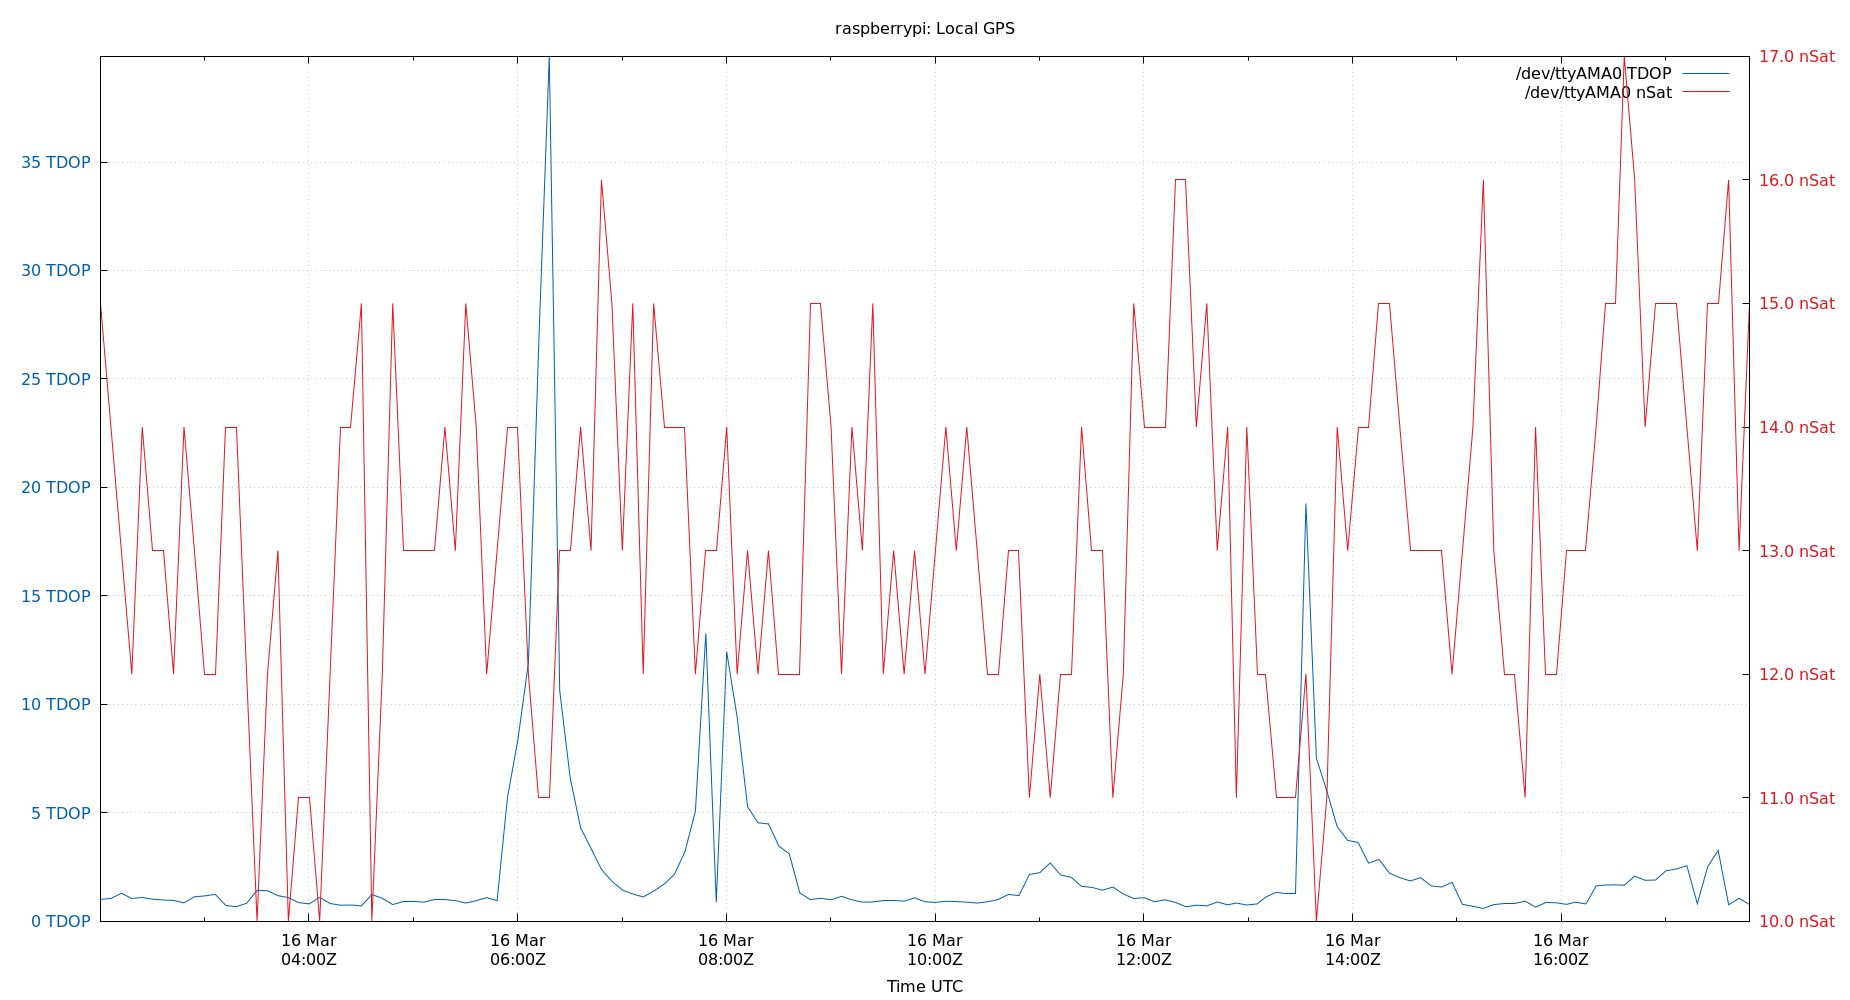 raspberrypi: Local GPS
/dev/ttyAMA0 TDOP
/dev/ttyAMA0 nSat
35 TDOP
30 TDOP
25 TDOP
20 TDOP
15 TDOP
10 TDOP
5 TDOP
0 TDOP
17.0 nSat
16.0 nSat
15.0 nSat
14.0 nSat
13.0 nSat
12.0 nSat
11.0 nSat
10.0 nSat
16 Mar
04:00Z
16 Mar
06:00Z
16 Mar
08:00Z
16 Mar
10:00Z
16 Mar
12:00Z
16 Mar
14:00Z
16 Mar
16:00Z
Time UTC